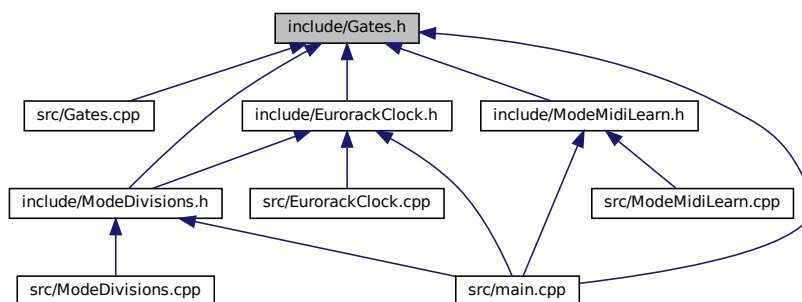 include/Gates.h
src/Gates.cpp
include/EurorackClock.h
include/ModeMidiLearn.h
include/ModeDivisions.h
src/EurorackClock.cpp
src/ModeMidiLearn.cpp
src/ModeDivisions.cpp
src/main.cpp